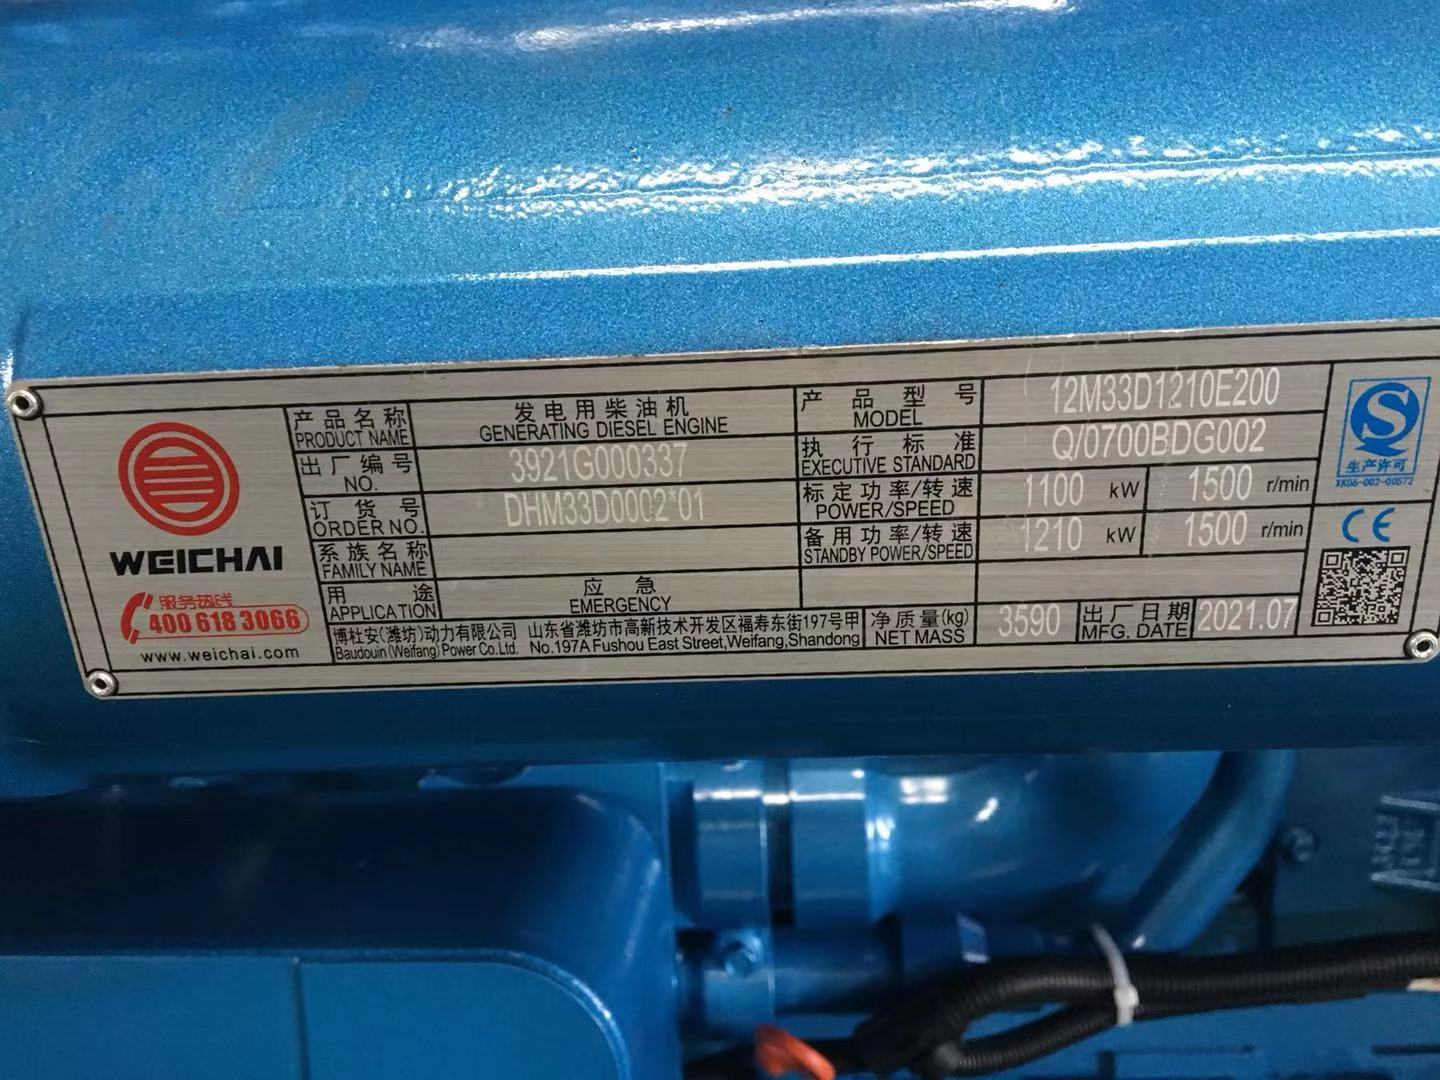 WEICHAI
服务热线
400 618 3066
www.weichai.com
产品名称 发电用柴油机
PRODUCT NAME GENERATING DIESEL ENGINE
出厂编号 3921G000337
NO.
订货号 DHM33D0002*01
ORDER NO.
系族名称
FAMILY NAME
用途 应急
APPLICATION EMERGENCY
博杜安(潍坊)动力有限公司 山东省潍坊市高新技术开发区福寿东街197号甲
Baudouin (Weifang) Power Co.Ltd. No.197A Fushou East Street,Weifang,Shandong
产品型号 12M33D1210E200
MODEL
执行标准 Q/0700BDG002
EXECUTIVE STANDARD
标定功率/转速 1100 kW 1500 r/min
POWER/SPEED
备用功率/转速 1210 kW 1500 r/min
STANDBY POWER/SPEED
净质量(kg) 3590 出厂日期 2021.07
NET MASS MFG. DATE
生产许可
XK06-002-00572
CE